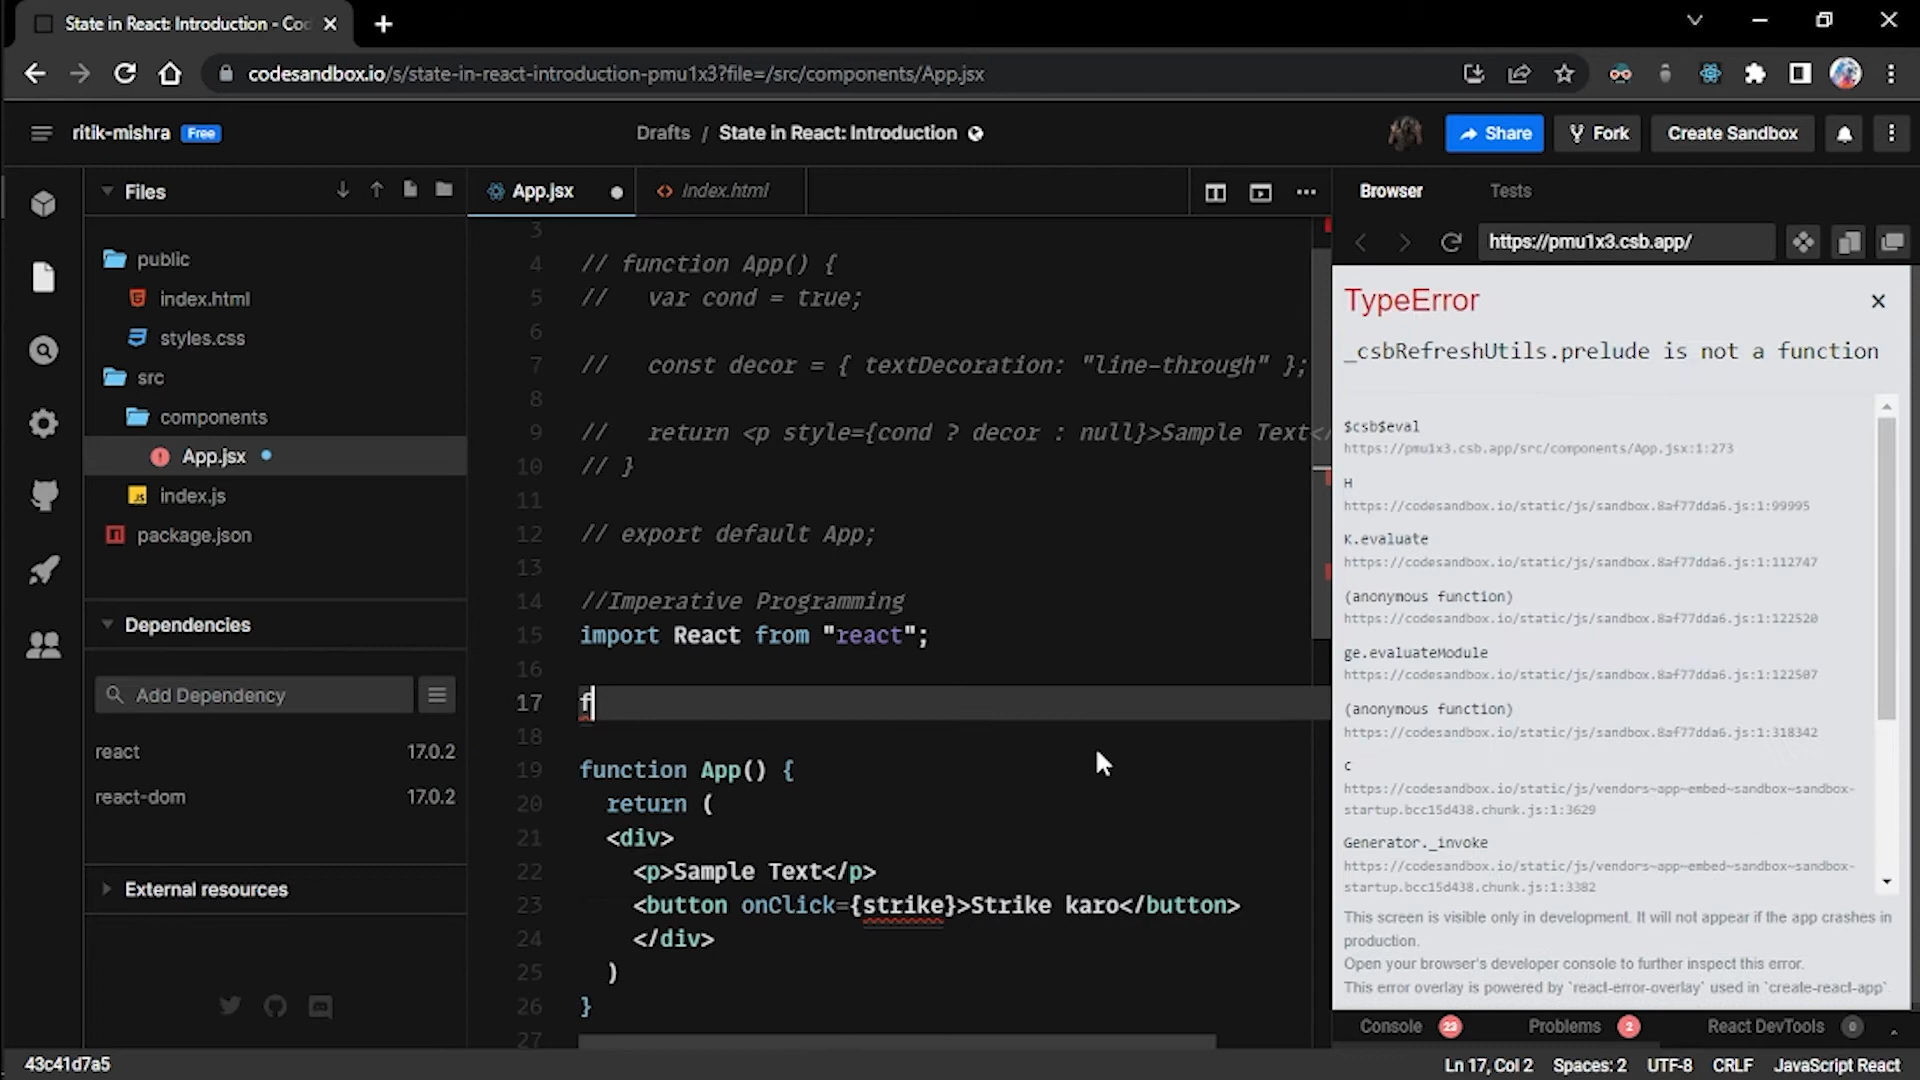 State in React: Introduction - Coc
codesandbox.io/s/state-in-react-introduction-pmu1x3?file=/src/components/App.jsx
ritik-mishra Free
Drafts / State in React: Introduction
Share
Fork
Create Sandbox
Files
App.jsx
Index.html
Browser
Tests
https://pmu1x3.csb.app/
public
index.html
styles.css
src
components
App.jsx
index.js
package.json
Dependencies
Add Dependency
react 17.0.2
react-dom 17.0.2
External resources
3
4 // function App() {
5 //   var cond = true;
6
7 //   const decor = { textDecoration: "line-through" };
8
9 //   return <p style={cond ? decor : null}>Sample Text</
10 // }
11
12 // export default App;
13
14 //Imperative Programming
15 import React from "react";
16
17 f
18
19 function App() {
20   return (
21   <div>
22     <p>Sample Text</p>
23     <button onClick={strike}>Strike karo</button>
24     </div>
25   )
26 }
27
TypeError
_csbRefreshUtils.prelude is not a function
$csb$eval
https://pmu1x3.csb.app/src/components/App.jsx:1:273
H
https://codesandbox.io/static/js/sandbox.8af77dda6.js:1:99995
K.evaluate
https://codesandbox.io/static/js/sandbox.8af77dda6.js:1:112747
(anonymous function)
https://codesandbox.io/static/js/sandbox.8af77dda6.js:1:122520
ge.evaluateModule
https://codesandbox.io/static/js/sandbox.8af77dda6.js:1:122507
(anonymous function)
https://codesandbox.io/static/js/sandbox.8af77dda6.js:1:318342
c
https://codesandbox.io/static/js/vendors~app~embed~sandbox~sandbox-
startup.bcc15d438.chunk.js:1:3629
Generator._invoke
https://codesandbox.io/static/js/vendors~app~embed~sandbox~sandbox-
startup.bcc15d438.chunk.js:1:3382
This screen is visible only in development. It will not appear if the app crashes in
production.
Open your browser's developer console to further inspect this error.
This error overlay is powered by `react-error-overlay` used in `create-react-app`.
Console 23
Problems 2
React DevTools 0
43c41d7a5
Ln 17, Col 2
Spaces: 2
UTF-8
CRLF
JavaScript React